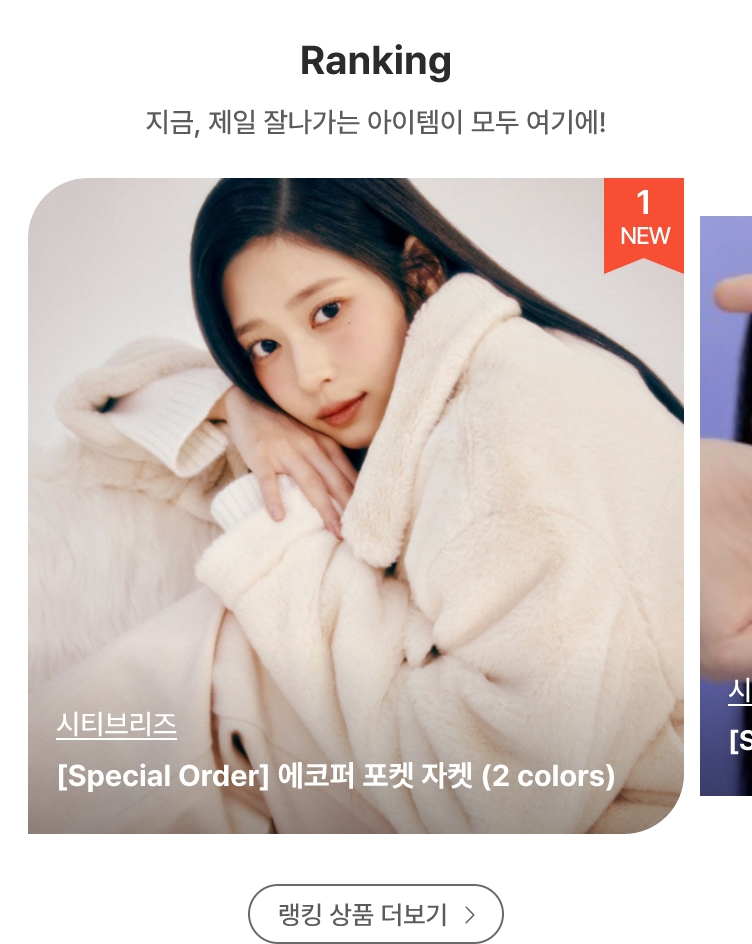 Ranking
지금, 제일 잘나가는 아이템이 모두 여기에!
1
NEW
시티브리즈
[Special Order] 에코퍼 포켓 자켓 (2 colors)
시
[S
랭킹 상품 더보기